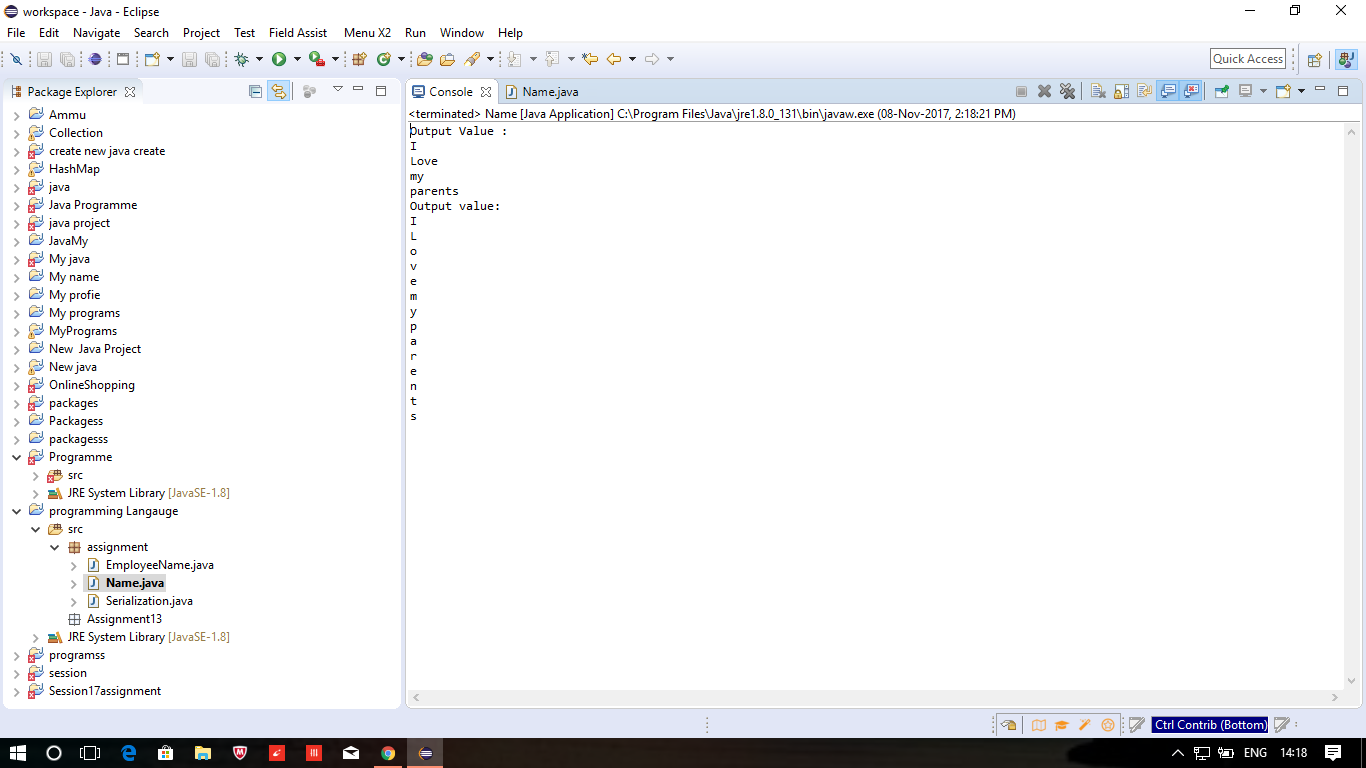 workspace - Java - Eclipse
File Edit Navigate Search Project Test Field Assist Menu X2 Run Window Help
Quick Access
Package Explorer
Ammu
Collection
create new java create
HashMap
java
Java Programme
java project
JavaMy
My java
My name
My profie
My programs
MyPrograms
New Java Project
New java
OnlineShopping
packages
Packagess
packagesss
Programme
src
JRE System Library [JavaSE-1.8]
programming Langauge
src
assignment
EmployeeName.java
Name.java
Serialization.java
Assignment13
JRE System Library [JavaSE-1.8]
programss
session
Session17assignment
Console Name.java
<terminated> Name [Java Application] C:\Program Files\Java\jre1.8.0_131\bin\javaw.exe (08-Nov-2017, 2:18:21 PM)
Output Value :
I
Love
my
parents
Output value:
I
L
o
v
e
m
y
p
a
r
e
n
t
s
Ctrl Contrib (Bottom)
ENG 14:18